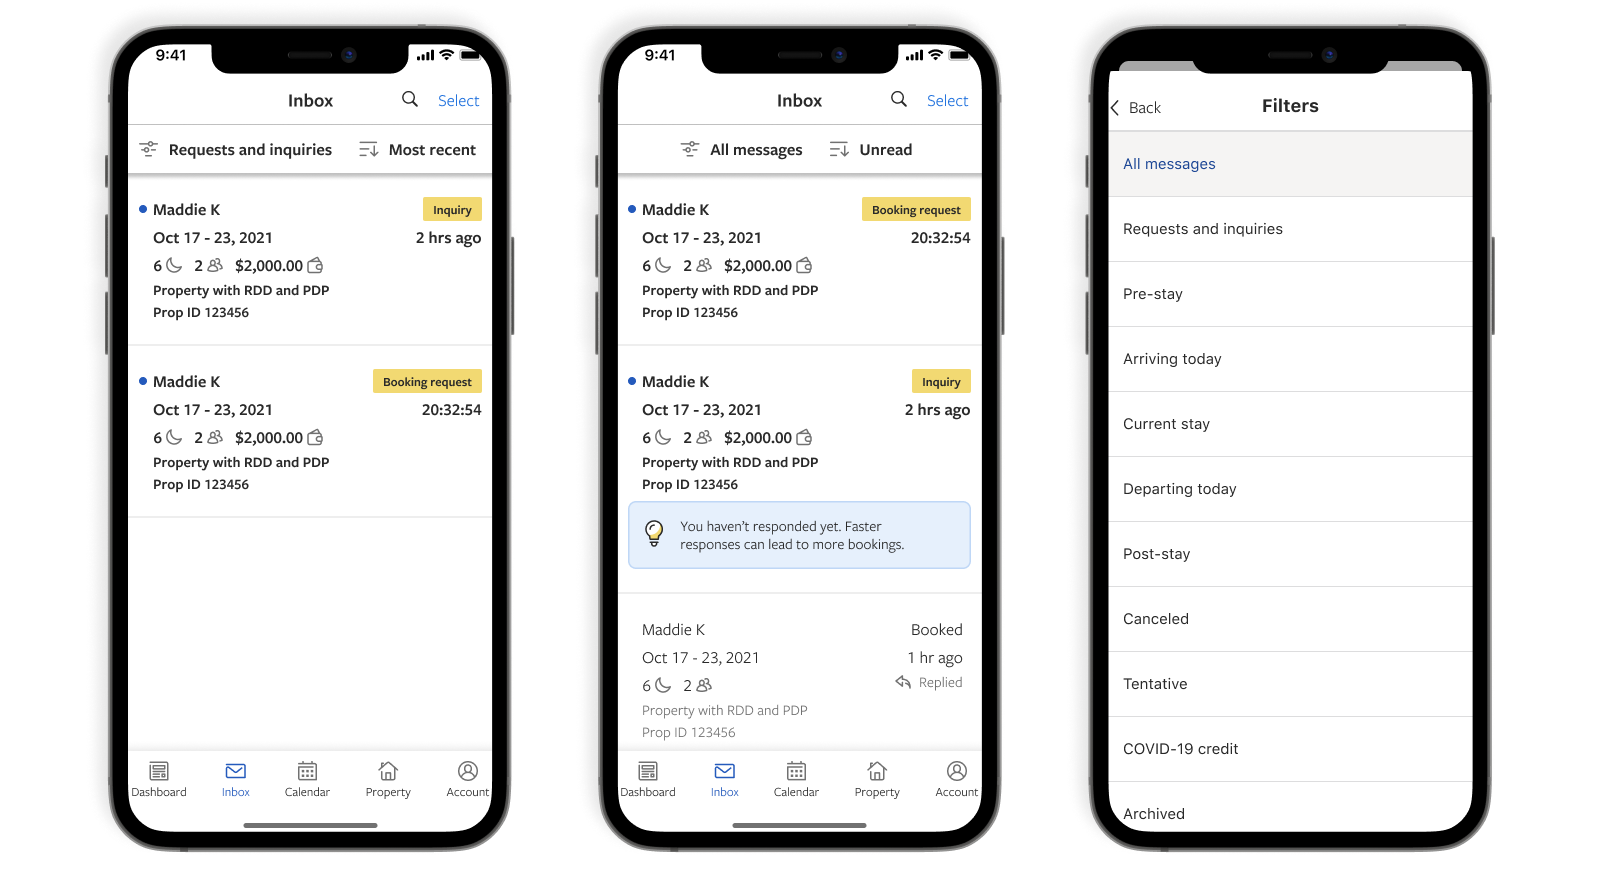 9:41
Inbox
Select
Requests and inquiries
Most recent
Maddie K
Inquiry
Oct 17 - 23, 2021
2 hrs ago
6 2 $2,000.00
Property with RDD and PDP
Prop ID 123456
Maddie K
Booking request
Oct 17 - 23, 2021
20:32:54
6 2 $2,000.00
Property with RDD and PDP
Prop ID 123456
Dashboard
Inbox
Calendar
Property
Account
9:41
Inbox
Select
All messages
Unread
Maddie K
Booking request
Oct 17 - 23, 2021
20:32:54
6 2 $2,000.00
Property with RDD and PDP
Prop ID 123456
Maddie K
Inquiry
Oct 17 - 23, 2021
2 hrs ago
6 2 $2,000.00
Property with RDD and PDP
Prop ID 123456
You haven’t responded yet. Faster
responses can lead to more bookings.
Maddie K
Booked
Oct 17 - 23, 2021
1 hr ago
6 2
Replied
Property with RDD and PDP
Prop ID 123456
Dashboard
Inbox
Calendar
Property
Account
Back
Filters
All messages
Requests and inquiries
Pre-stay
Arriving today
Current stay
Departing today
Post-stay
Canceled
Tentative
COVID-19 credit
Archived